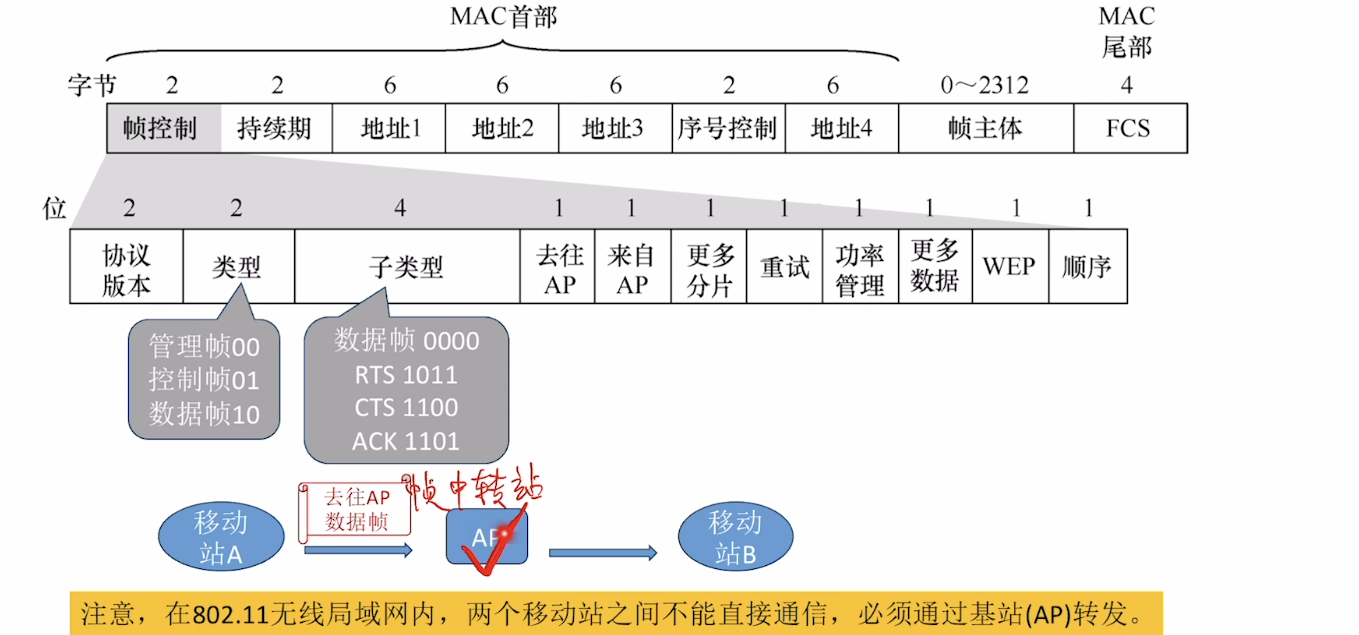 MAC首部
MAC
尾部
字节 2 2 6 6 6 2 6 0～2312 4
帧控制 持续期 地址1 地址2 地址3 序号控制 地址4 帧主体 FCS
位 2 2 4 1 1 1 1 1 1 1 1
协议
版本
类型
子类型
去往
AP
来自
AP
更多
分片
重试
功率
管理
更多
数据
WEP
顺序
管理帧00
控制帧01
数据帧10
数据帧 0000
RTS 1011
CTS 1100
ACK 1101
帧中转站
去往AP
数据帧
移动
站A
AP
移动
站B
注意，在802.11无线局域网内，两个移动站之间不能直接通信，必须通过基站(AP)转发。